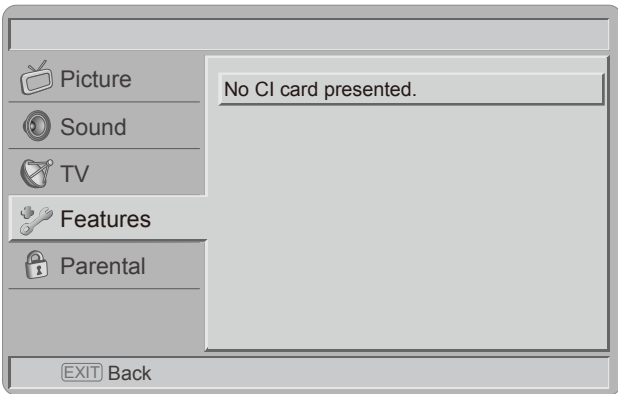 Picture
Sound
TV
Features
Parental
No CI card presented.
EXIT Back